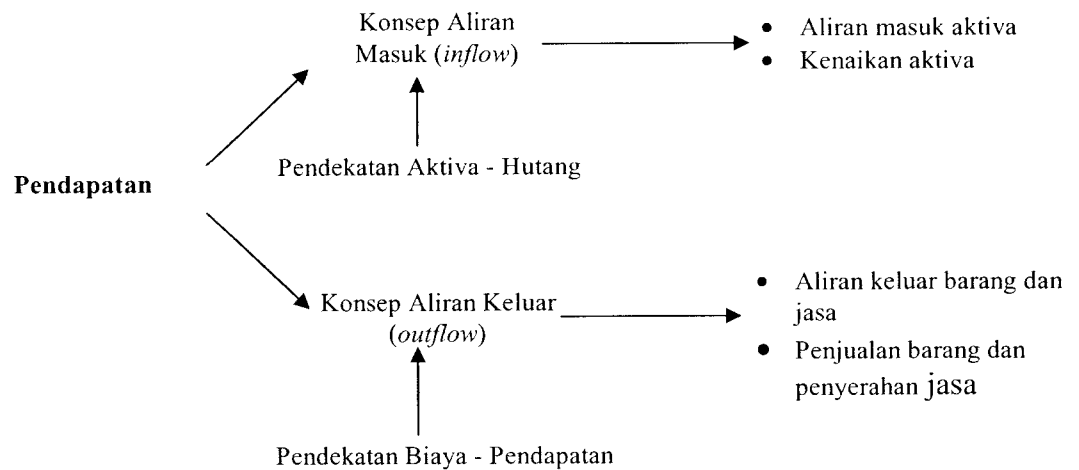 Konsep Aliran
Masuk (inflow)
• Aliran masuk aktiva
• Kenaikan aktiva
Pendekatan Aktiva - Hutang
Pendapatan
Konsep Aliran Keluar
(outflow)
• Aliran keluar barang dan
jasa
• Penjualan barang dan
penyerahan jasa
Pendekatan Biaya - Pendapatan